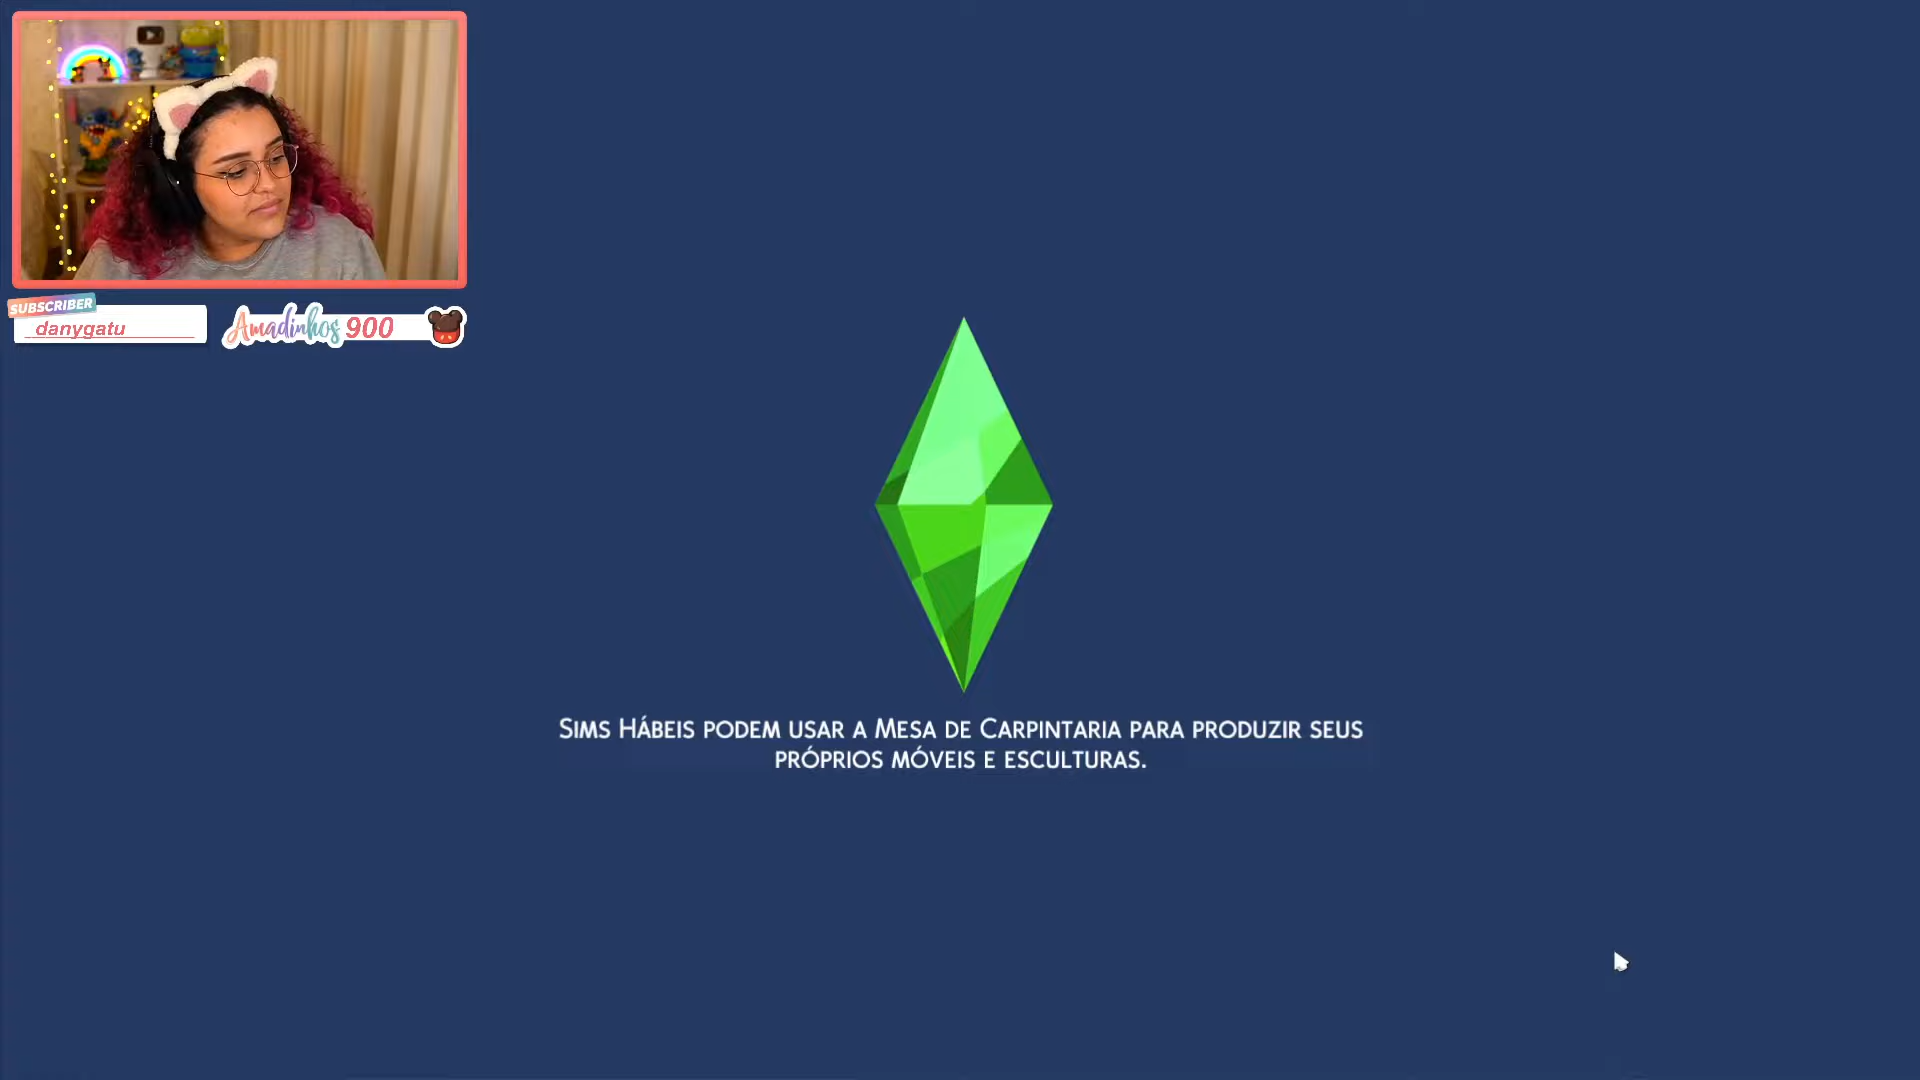 SUBSCRIBER
danygatu
Amadinhos 900
SIMS HÁBEIS PODEM USAR A MESA DE CARPINTARIA PARA PRODUZIR SEUS
PRÓPRIOS MÓVEIS E ESCULTURAS.